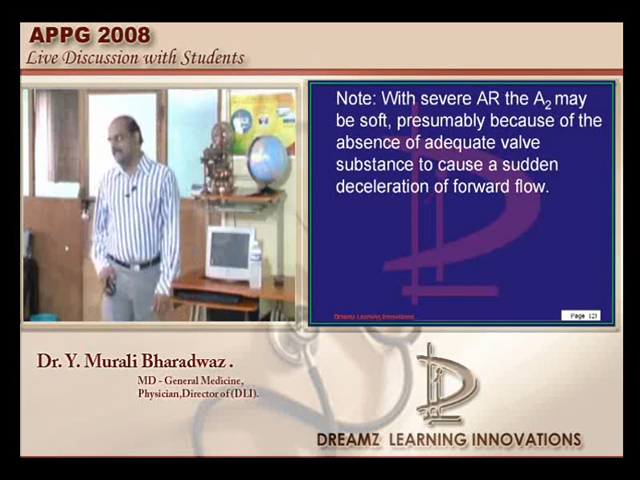 APPG 2008
Live Discussion with Students
Note: With severe AR the A2 may
be soft, presumably because of the
absence of adequate valve
substance to cause a sudden
deceleration of forward flow.
Dreamz Learning Innovations
Page 123
Dr. Y. Murali Bharadwaz .
MD - General Medicine,
Physician,Director of (DLI).
DREAMZ LEARNING INNOVATIONS